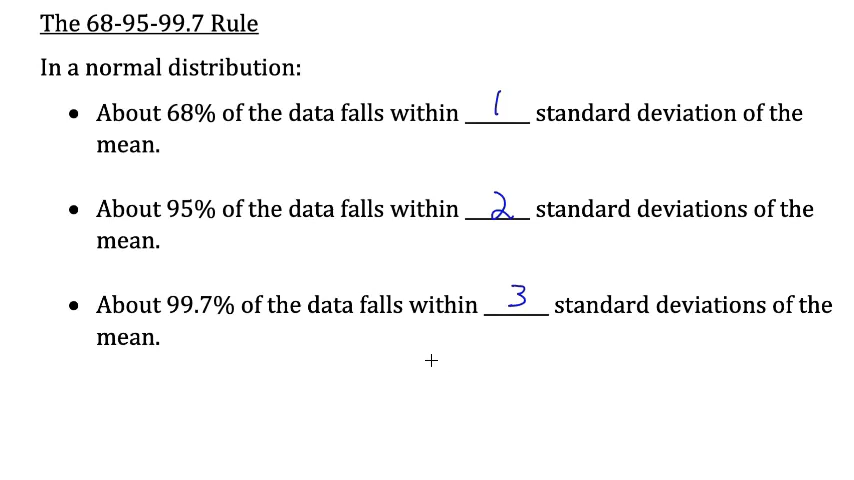 The 68-95-99.7 Rule
In a normal distribution:
• About 68% of the data falls within 1 standard deviation of the
mean.
• About 95% of the data falls within 2 standard deviations of the
mean.
• About 99.7% of the data falls within 3 standard deviations of the
mean.